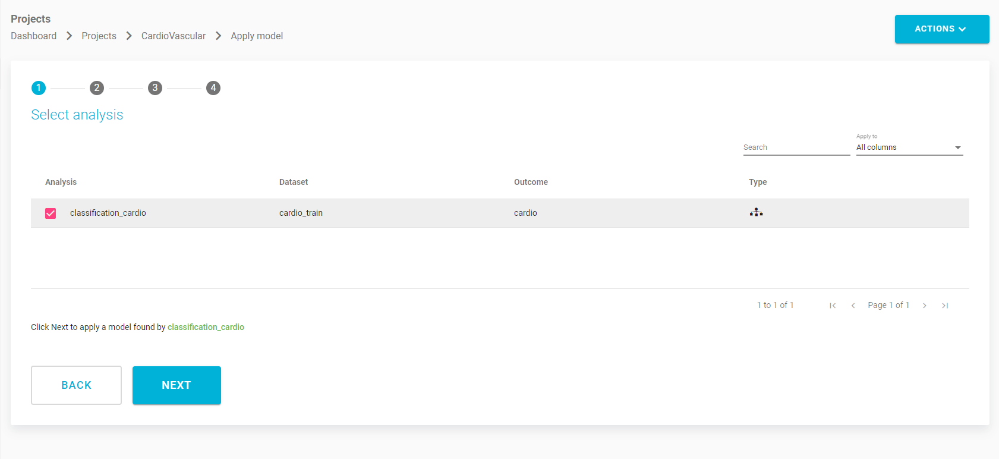 Projects
Dashboard Projects CardioVascular Apply model
ACTIONS
1 2 3 4
Select analysis
Search
Apply to
All columns
Analysis Dataset Outcome Type
classification_cardio cardio_train cardio
1 to 1 of 1 Page 1 of 1
Click Next to apply a model found by classification_cardio
BACK NEXT